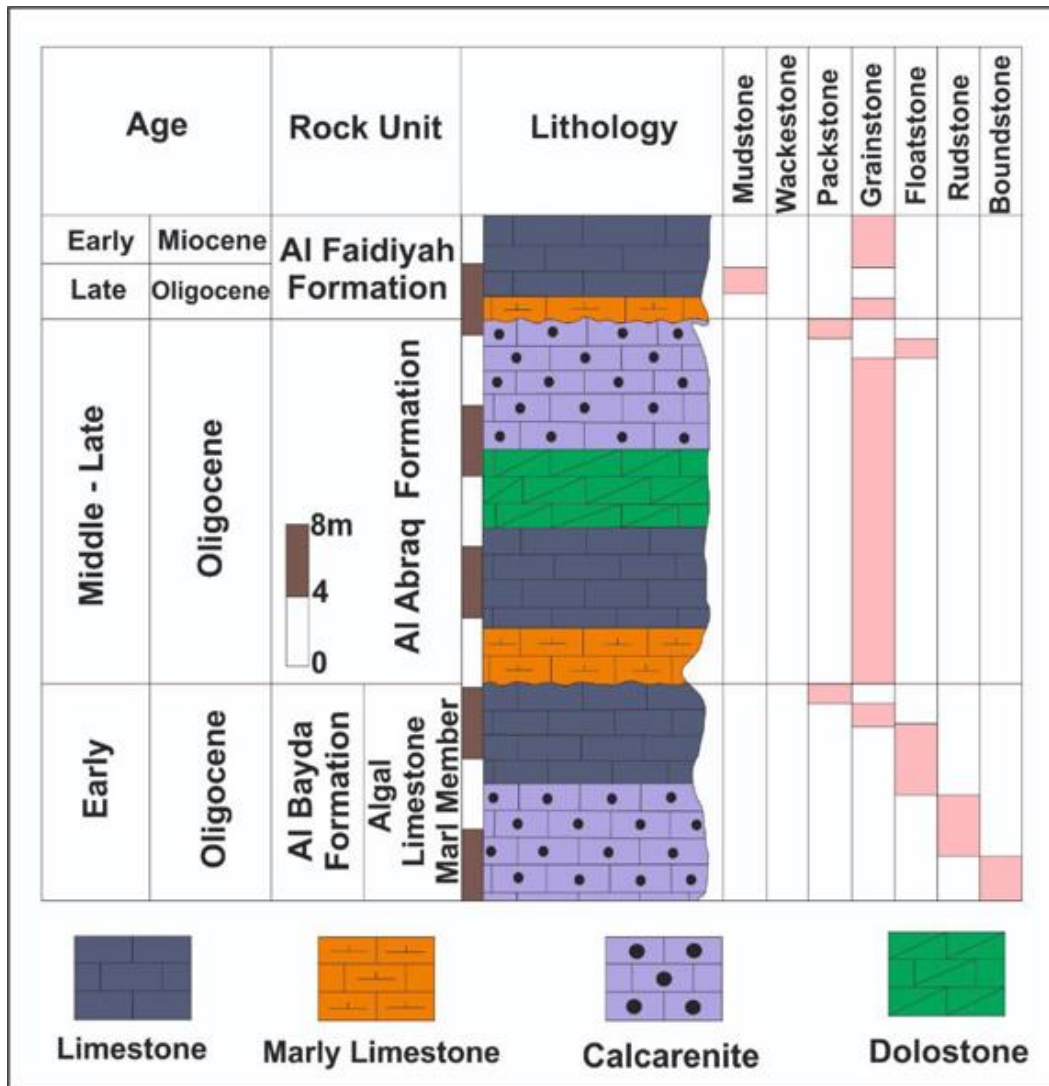 Age
Rock Unit
Lithology
Mudstone
Wackestone
Packstone
Grainstone
Floatstone
Rudstone
Boundstone
Early
Miocene
Late
Oligocene
Al Faidiyah
Formation
Middle - Late
Oligocene
Al Abraq Formation
8m
4
0
Early
Oligocene
Al Bayda
Formation
Algal
Limestone
Marl Member
Limestone
Marly Limestone
Calcarenite
Dolostone